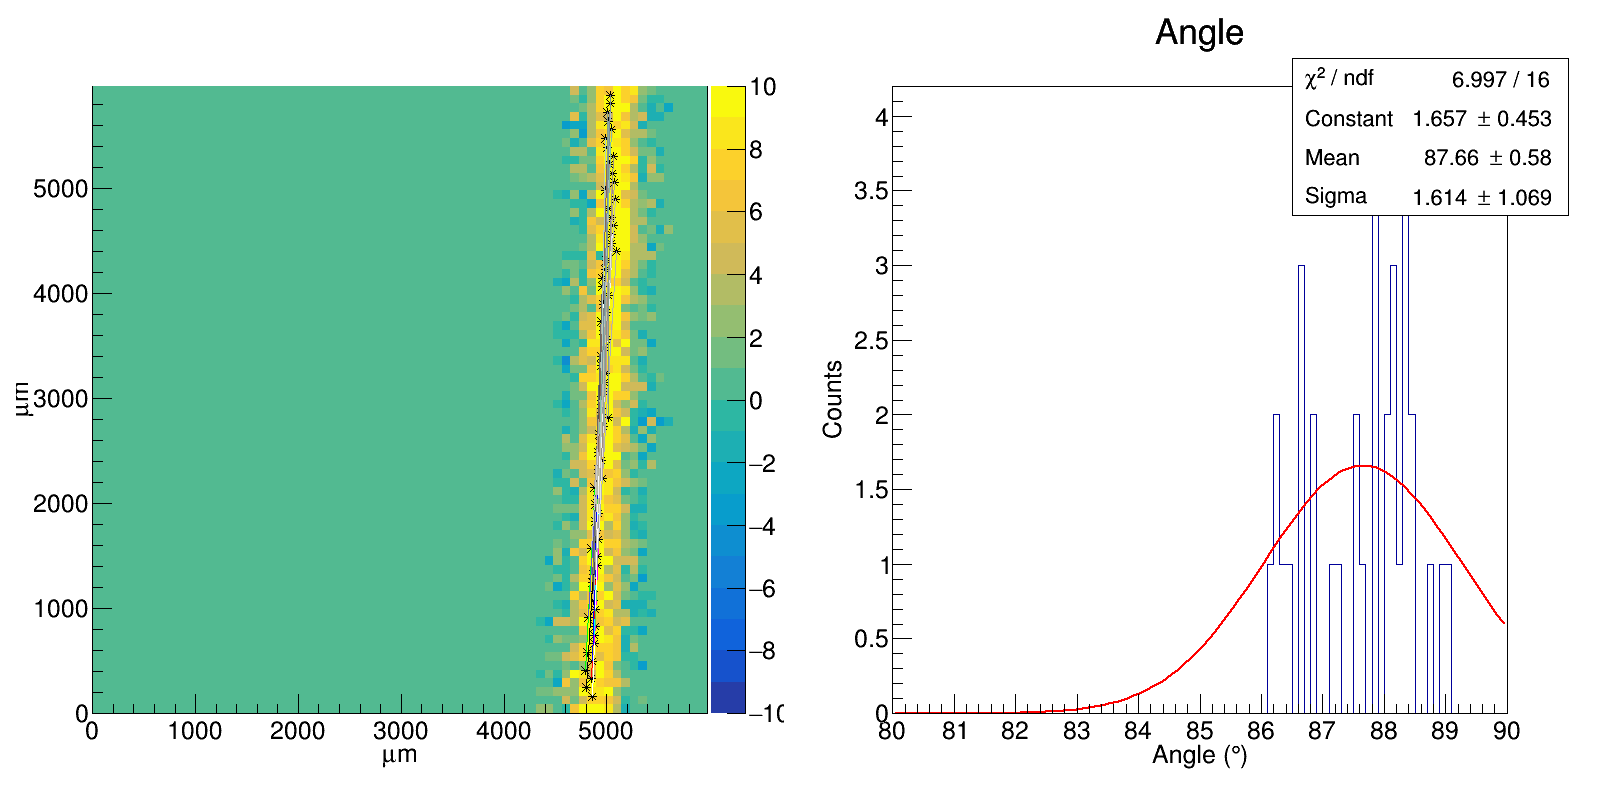 Angle
χ² / ndf 6.997 / 16
Constant 1.657 ± 0.453
Mean 87.66 ± 0.58
Sigma 1.614 ± 1.069
μm
5000
4000
3000
2000
1000
0
0 1000 2000 3000 4000 5000
μm
10
8
6
4
2
0
−2
−4
−6
−8
−10
Counts
4
3.5
3
2.5
2
1.5
1
0.5
0
80 81 82 83 84 85 86 87 88 89 90
Angle (°)